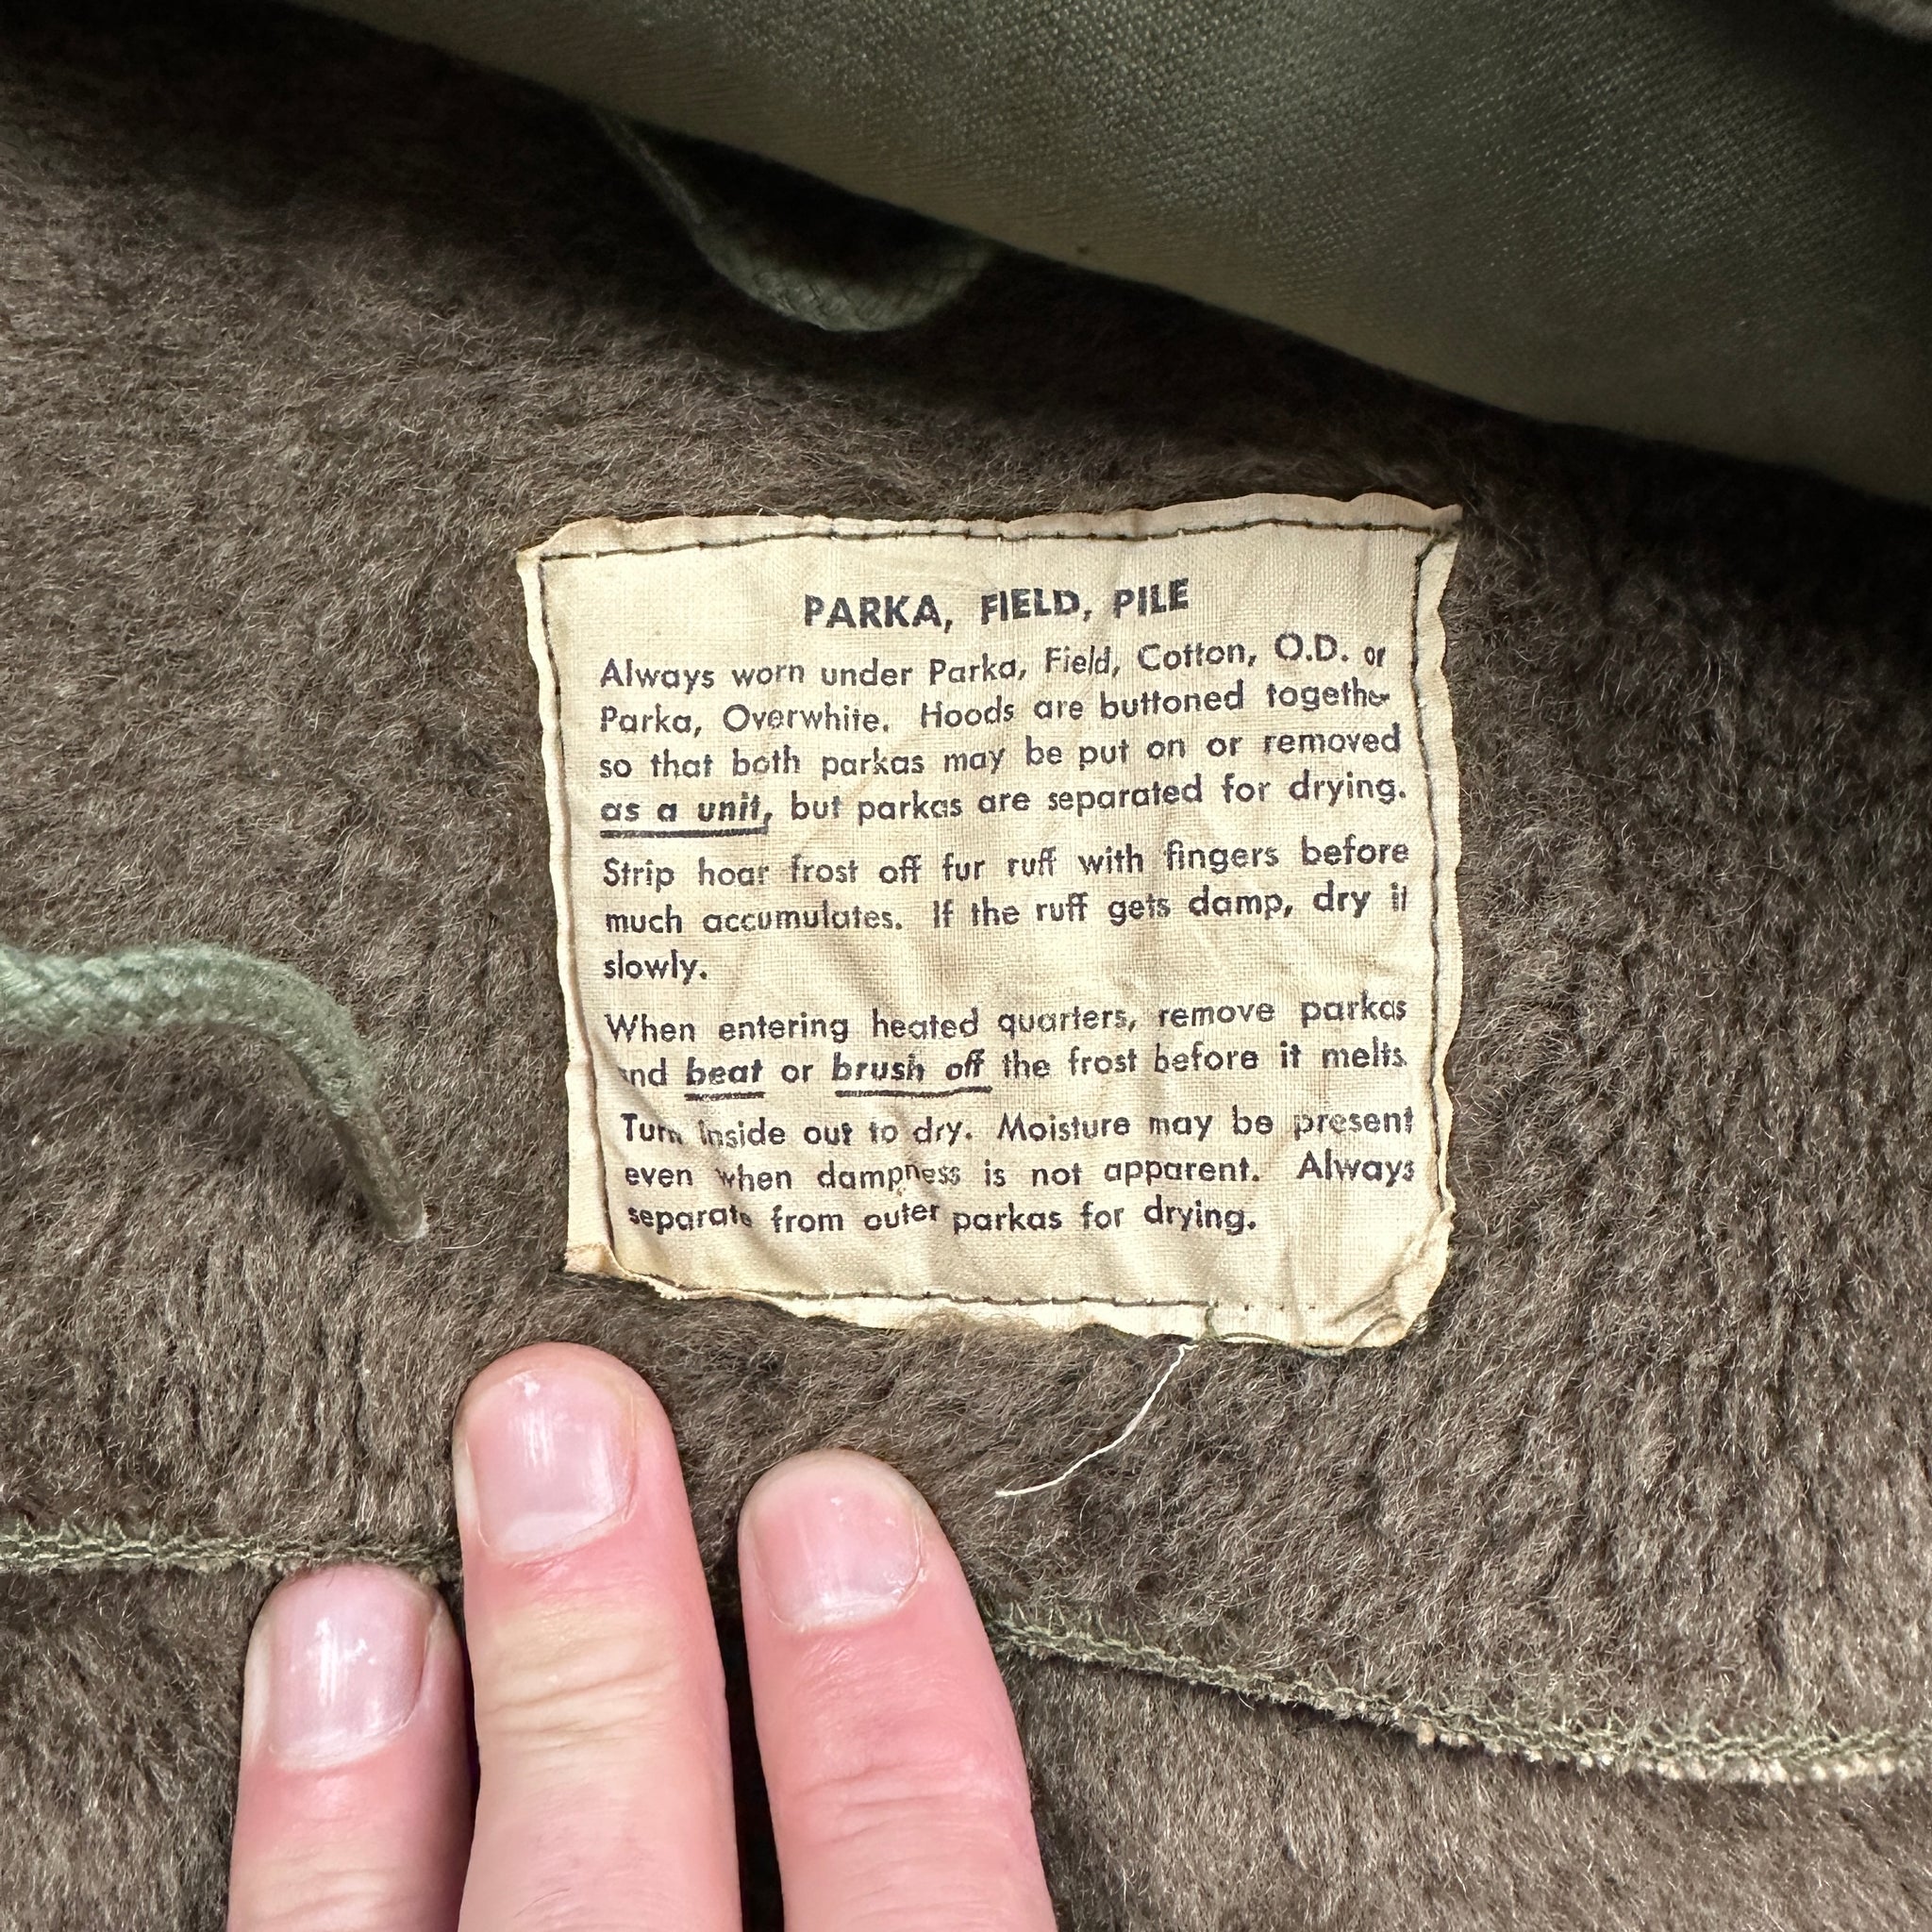 PARKA, FIELD, PILE
Always worn under Parka, Field, Cotton, O.D. or
Parka, Overwhite. Hoods are buttoned together
so that both parkas may be put on or removed
as a unit, but parkas are separated for drying.
Strip hoar frost off fur ruff with fingers before
much accumulates. If the ruff gets damp, dry it
slowly.
When entering heated quarters, remove parkas
and beat or brush off the frost before it melts.
Turn inside out to dry. Moisture may be present
even when dampness is not apparent. Always
separate from outer parkas for drying.